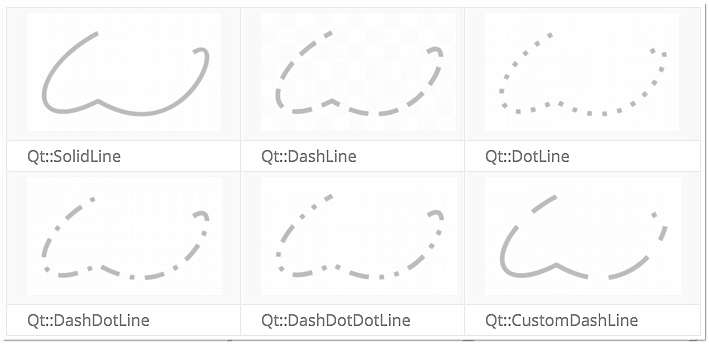 Qt::SolidLine
Qt::DashLine
Qt::DotLine
Qt::DashDotLine
Qt::DashDotDotLine
Qt::CustomDashLine